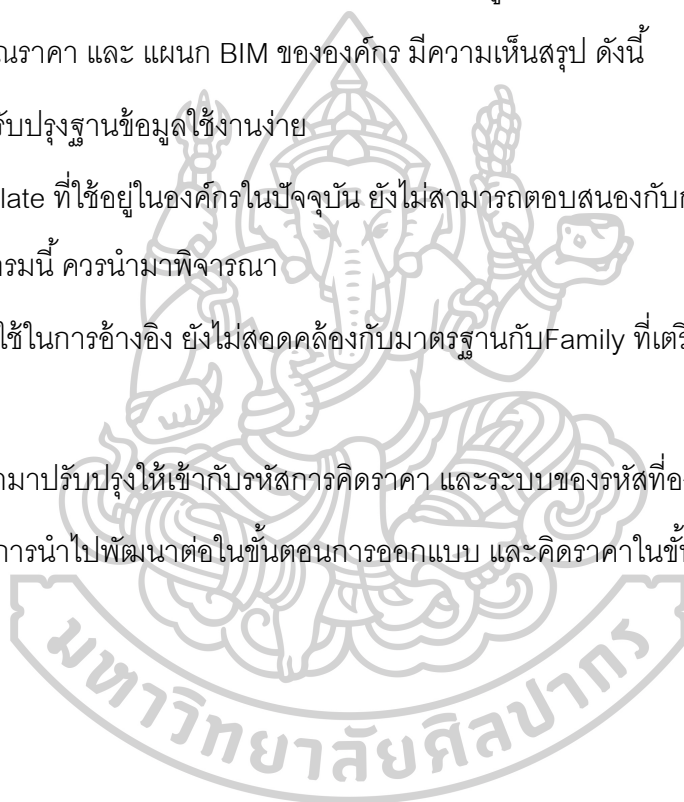 ณราคา และ แผนก BIM ขององค์กร มีความเห็นสรุป ดังนี้
รับปรุงฐานข้อมูลใช้งานง่าย
late ที่ใช้อยู่ในองค์กรในปัจจุบัน ยังไม่สามารถตอบสนองกับก
ารมนี้ ควรนำมาพิจารณา
ใช้ในการอ้างอิง ยังไม่สอดคล้องกับมาตรฐานกับFamily ที่เตรี
ามาปรับปรุงให้เข้ากับรหัสการคิดราคา และระบบของรหัสที่อ
การนำไปพัฒนาต่อในขั้นตอนการออกแบบ และคิดราคาในขั้
มหาวิทยาลัยศิลปากร